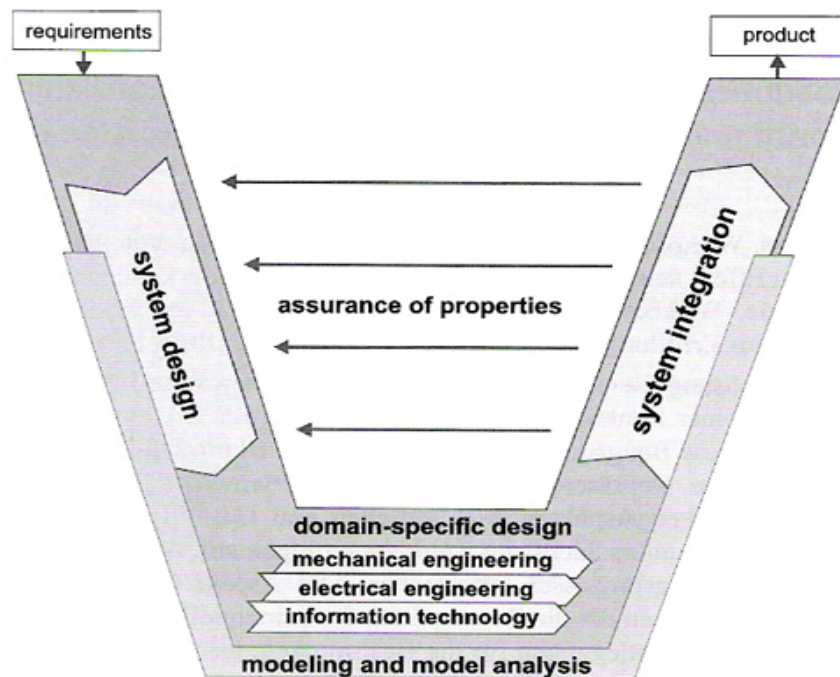 requirements
product
system design
assurance of properties
system integration
domain-specific design
mechanical engineering
electrical engineering
information technology
modeling and model analysis